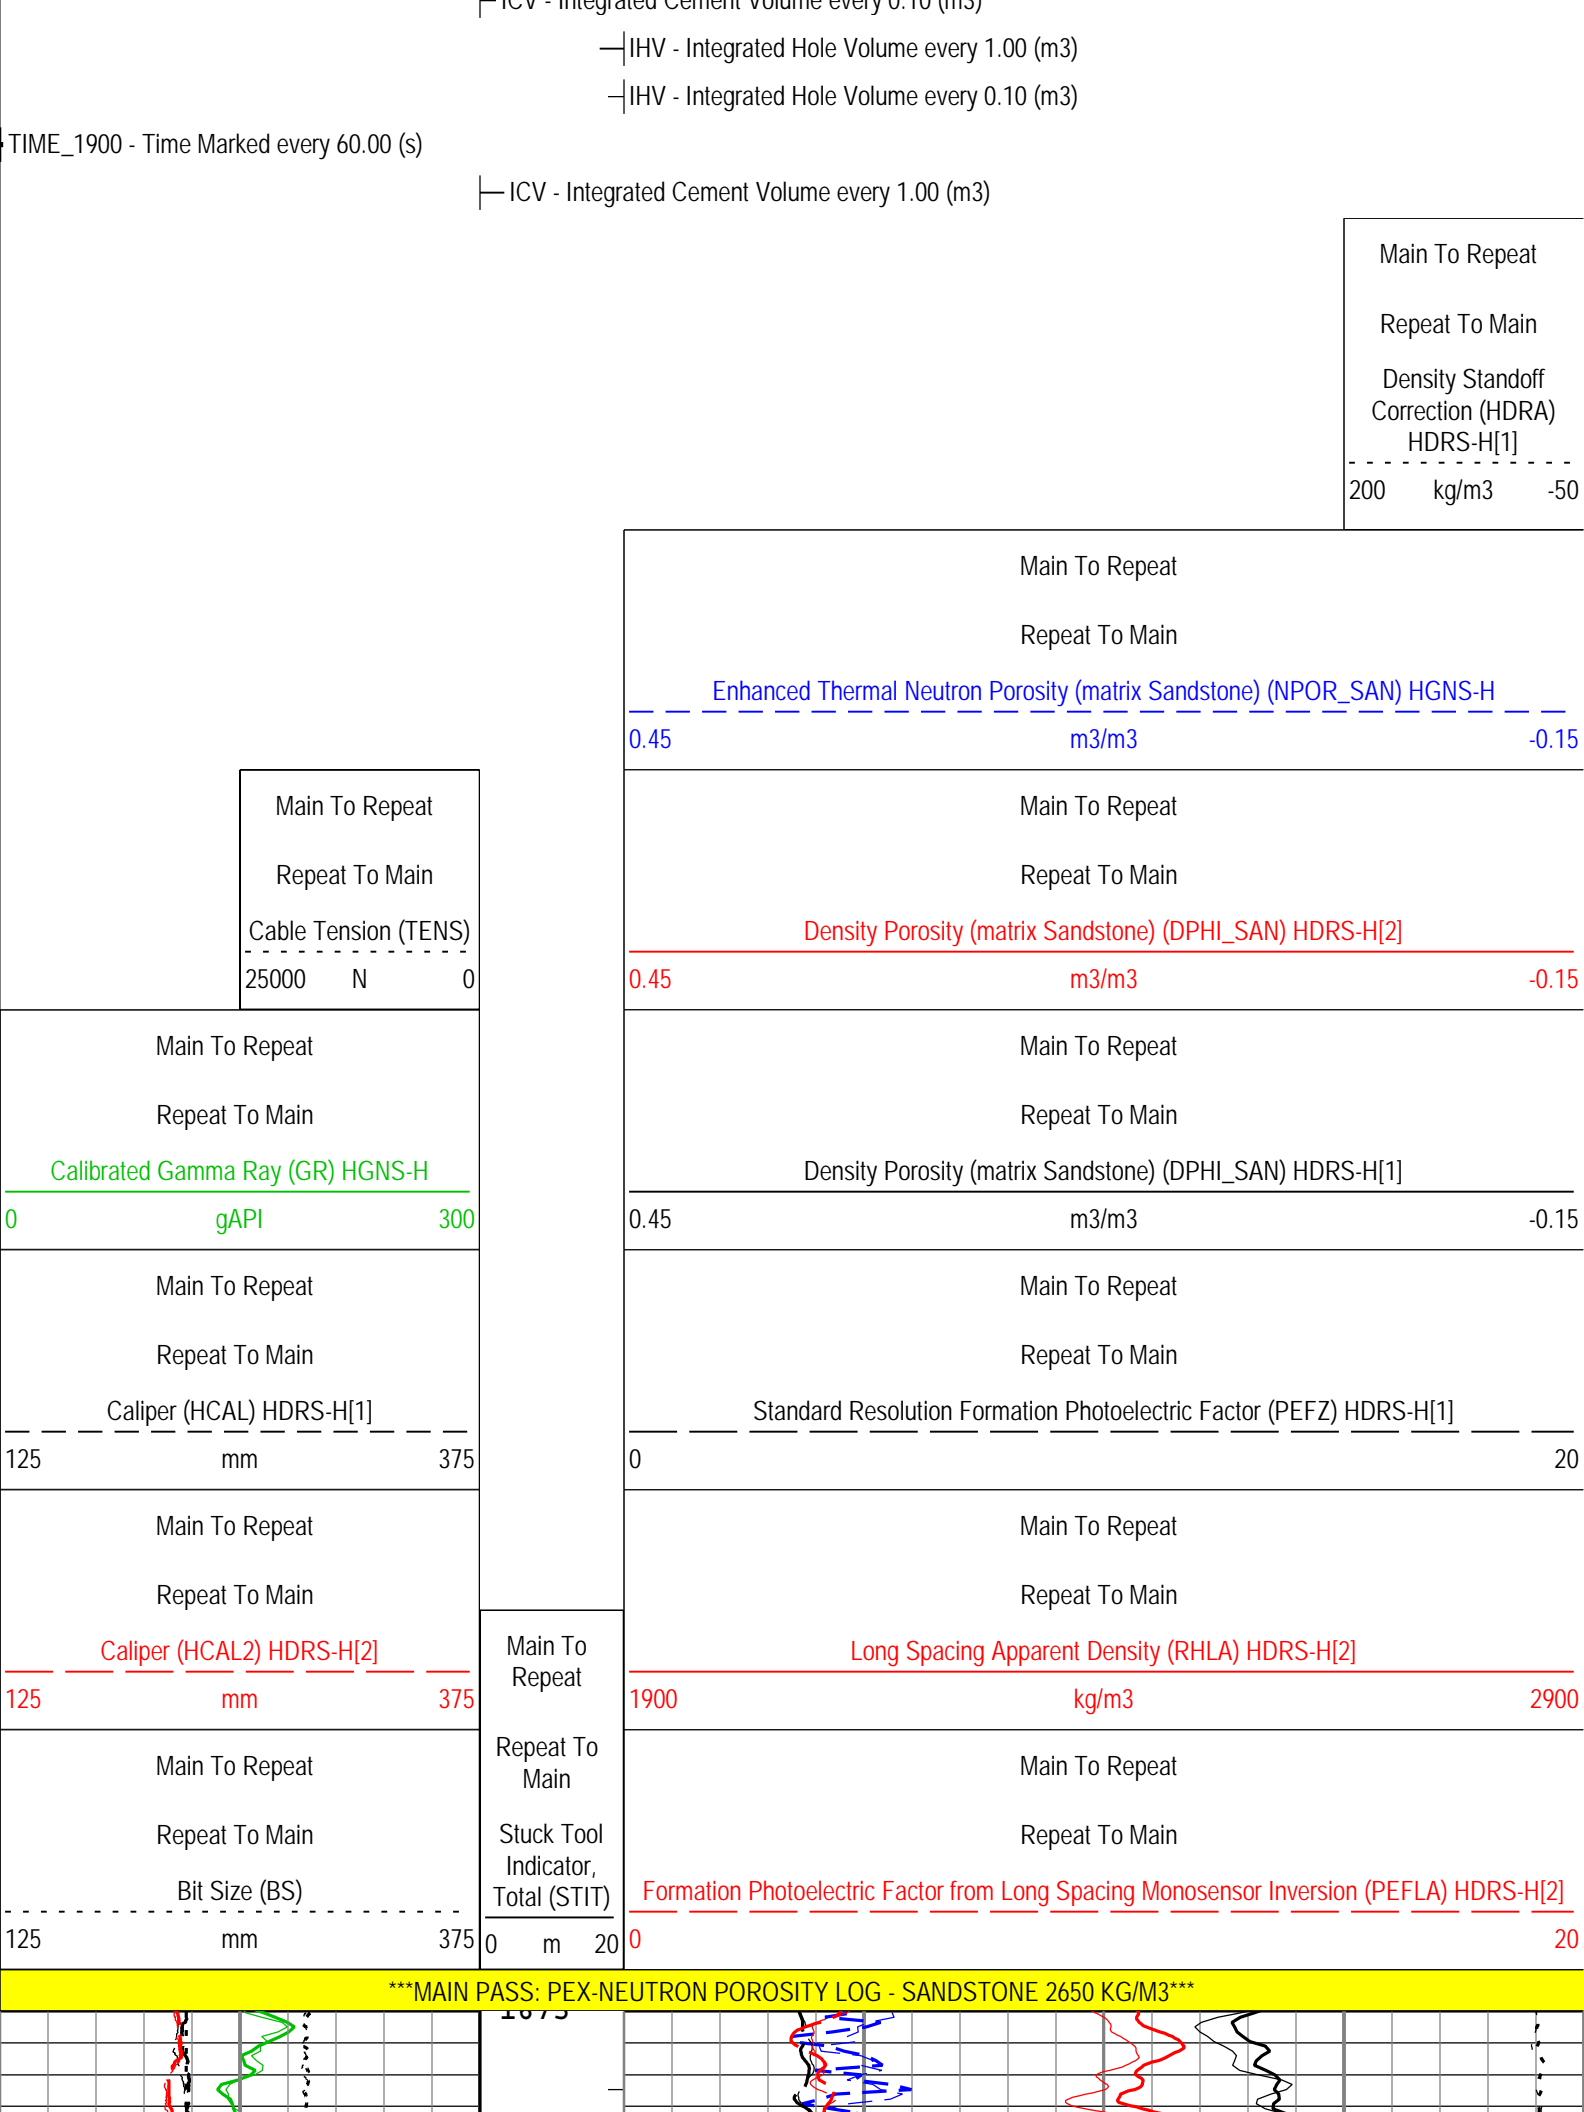 ICV - Integrated Cement Volume every 0.10 (m3)
IHV - Integrated Hole Volume every 1.00 (m3)
IHV - Integrated Hole Volume every 0.10 (m3)
TIME_1900 - Time Marked every 60.00 (s)
ICV - Integrated Cement Volume every 1.00 (m3)
Main To Repeat
Repeat To Main
Density Standoff
Correction (HDRA)
HDRS-H[1]
200 kg/m3 -50
Main To Repeat
Repeat To Main
Enhanced Thermal Neutron Porosity (matrix Sandstone) (NPOR_SAN) HGNS-H
0.45 m3/m3 -0.15
Main To Repeat
Repeat To Main
Cable Tension (TENS)
25000 N 0
Main To Repeat
Repeat To Main
Density Porosity (matrix Sandstone) (DPHI_SAN) HDRS-H[2]
0.45 m3/m3 -0.15
Main To Repeat
Repeat To Main
Calibrated Gamma Ray (GR) HGNS-H
0 gAPI 300
Main To Repeat
Repeat To Main
Density Porosity (matrix Sandstone) (DPHI_SAN) HDRS-H[1]
0.45 m3/m3 -0.15
Main To Repeat
Repeat To Main
Caliper (HCAL) HDRS-H[1]
125 mm 375
Main To Repeat
Repeat To Main
Standard Resolution Formation Photoelectric Factor (PEFZ) HDRS-H[1]
0 20
Main To Repeat
Repeat To Main
Caliper (HCAL2) HDRS-H[2]
125 mm 375
Main To Repeat
Repeat To Main
Long Spacing Apparent Density (RHLA) HDRS-H[2]
1900 kg/m3 2900
Main To Repeat
Repeat To Main
Bit Size (BS)
125 mm 375
Main To
Repeat
Repeat To
Main
Stuck Tool
Indicator,
Total (STIT)
0 m 20
Main To Repeat
Repeat To Main
Formation Photoelectric Factor from Long Spacing Monosensor Inversion (PEFLA) HDRS-H[2]
0 20
***MAIN PASS: PEX-NEUTRON POROSITY LOG - SANDSTONE 2650 KG/M3***